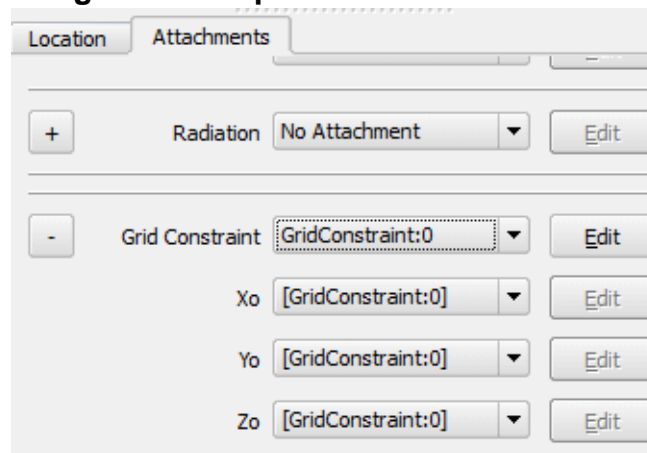 Location Attachments
+ Radiation No Attachment Edit
- Grid Constraint GridConstraint:0 Edit
Xo [GridConstraint:0] Edit
Yo [GridConstraint:0] Edit
Zo [GridConstraint:0] Edit